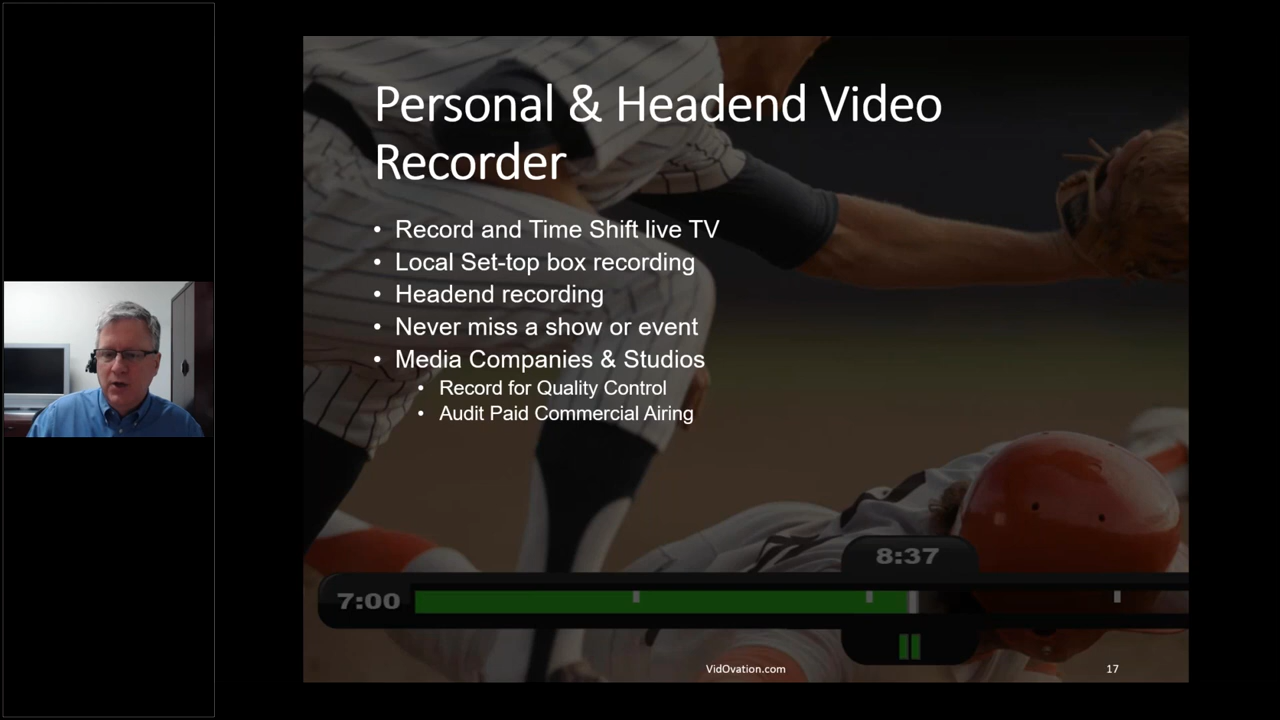 Personal & Headend Video
Recorder
• Record and Time Shift live TV
• Local Set-top box recording
• Headend recording
• Never miss a show or event
• Media Companies & Studios
• Record for Quality Control
• Audit Paid Commercial Airing
8:37
7:00
VidOvation.com
17